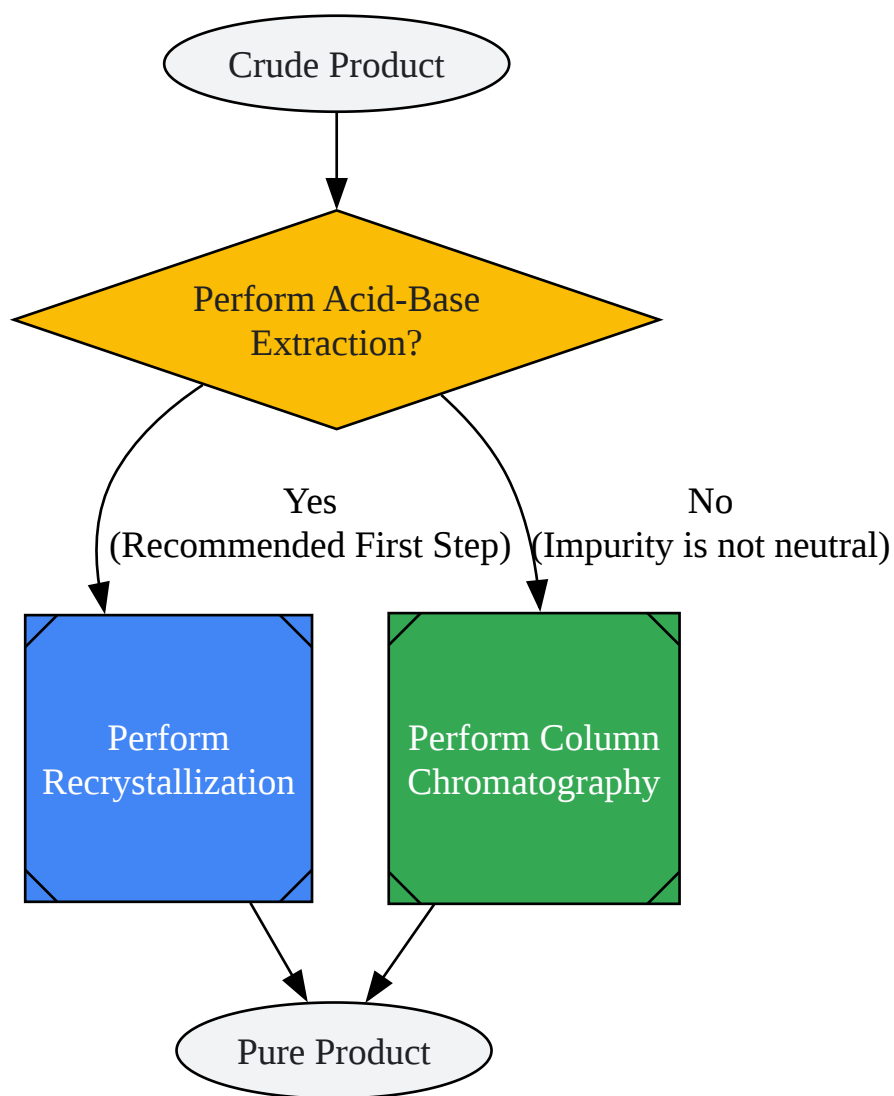 Crude Product
Perform Acid-Base
Extraction?
Yes
(Recommended First Step)
No
(Impurity is not neutral)
Perform
Recrystallization
Perform Column
Chromatography
Pure Product